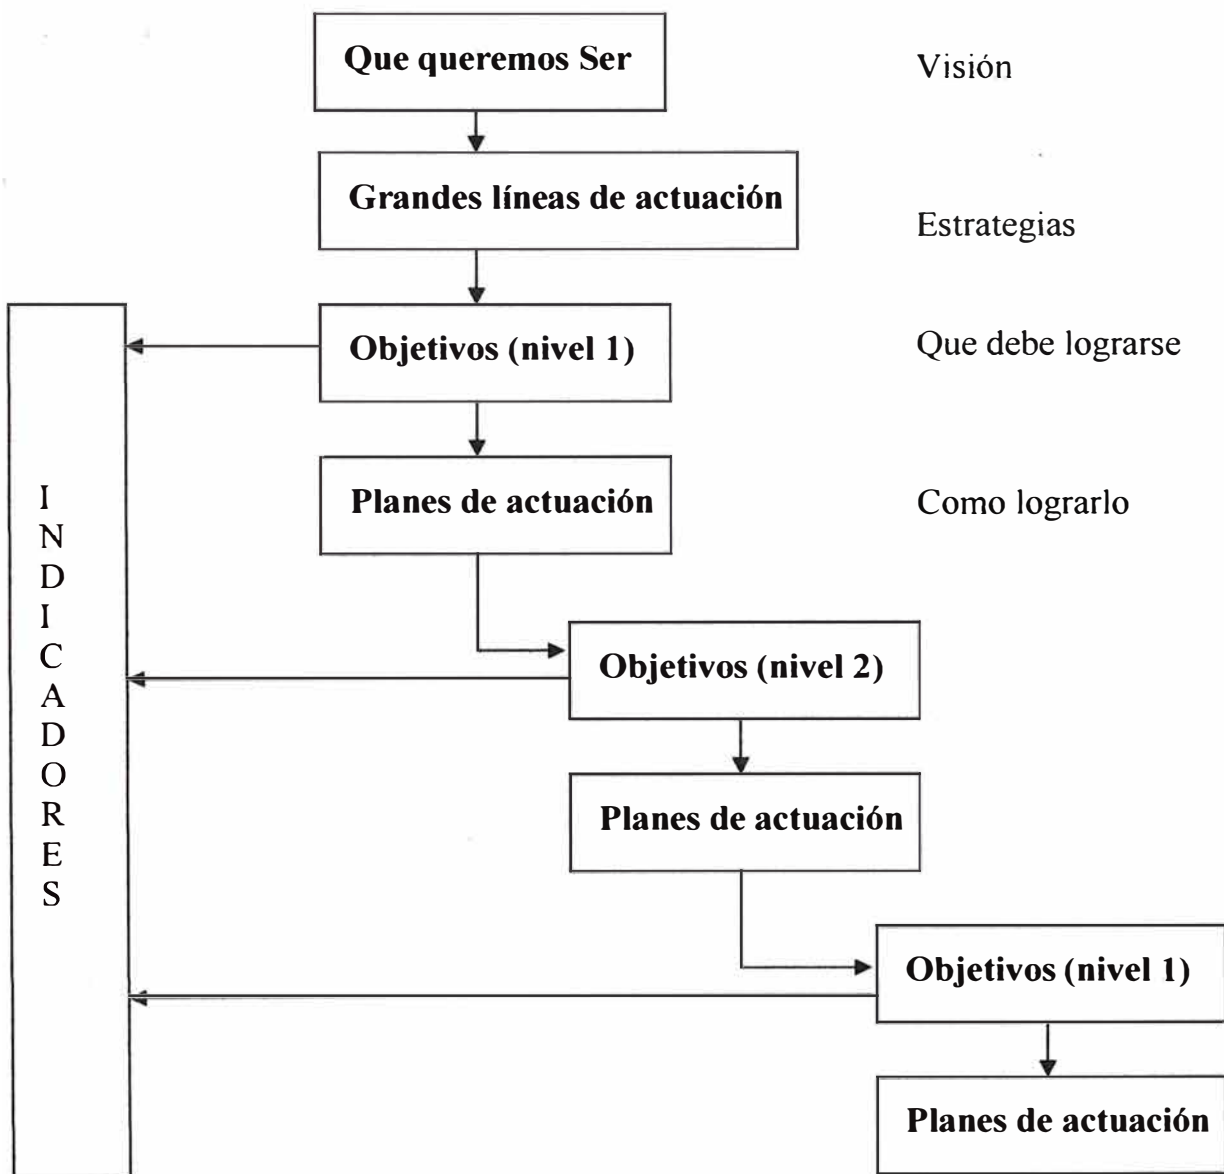 Que queremos Ser
Visión
Grandes líneas de actuación
Estrategias
Objetivos (nivel 1)
Que debe lograrse
Planes de actuación
Como lograrlo
I
N
D
I
C
A
D
O
R
E
S
Objetivos (nivel 2)
Planes de actuación
Objetivos (nivel 1)
Planes de actuación